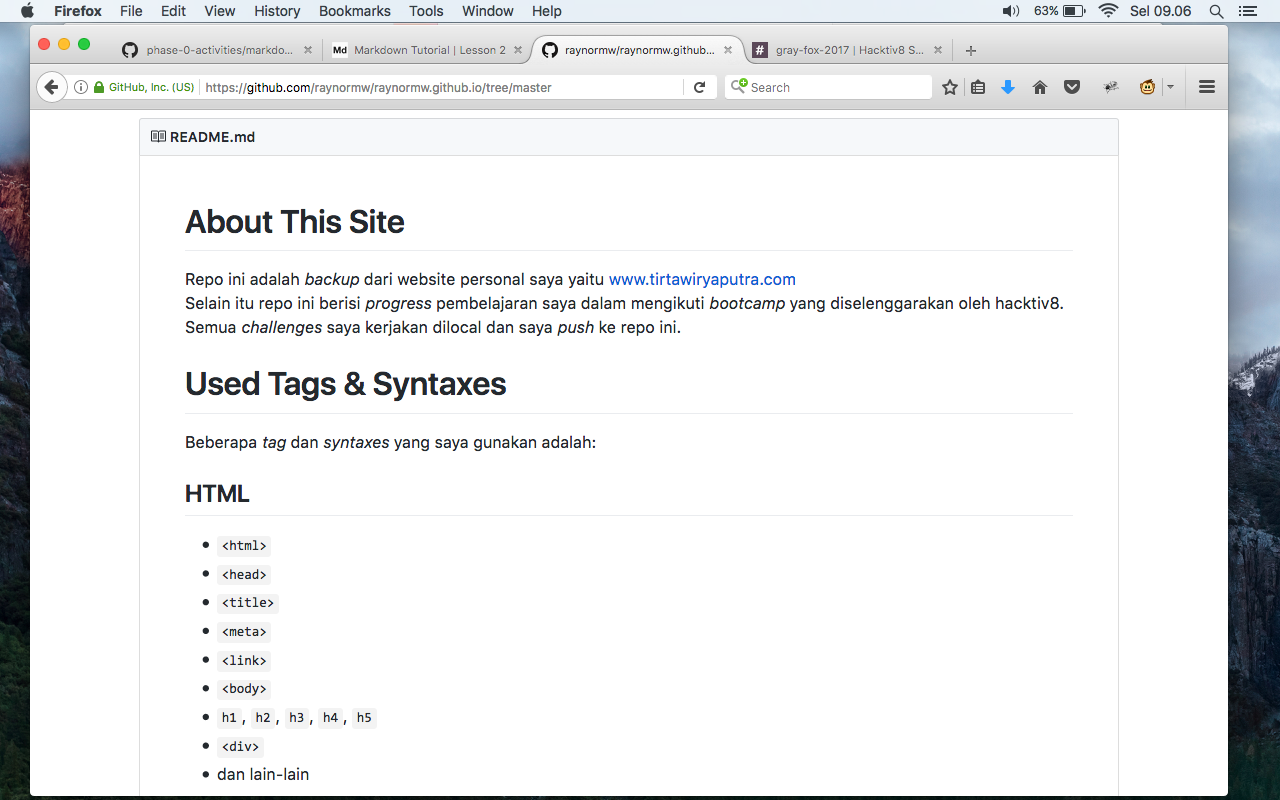 Firefox File Edit View History Bookmarks Tools Window Help 63% Sel 09.06
phase-0-activities/markdo... Md Markdown Tutorial | Lesson 2 raynormw/raynormw.github... # gray-fox-2017 | Hacktiv8 S...
GitHub, Inc. (US) https://github.com/raynormw/raynormw.github.io/tree/master Search
README.md
About This Site
Repo ini adalah backup dari website personal saya yaitu www.tirtawiryaputra.com
Selain itu repo ini berisi progress pembelajaran saya dalam mengikuti bootcamp yang diselenggarakan oleh hacktiv8.
Semua challenges saya kerjakan dilocal dan saya push ke repo ini.
Used Tags & Syntaxes
Beberapa tag dan syntaxes yang saya gunakan adalah:
HTML
• <html>
• <head>
• <title>
• <meta>
• <link>
• <body>
• h1, h2, h3, h4, h5
• <div>
• dan lain-lain